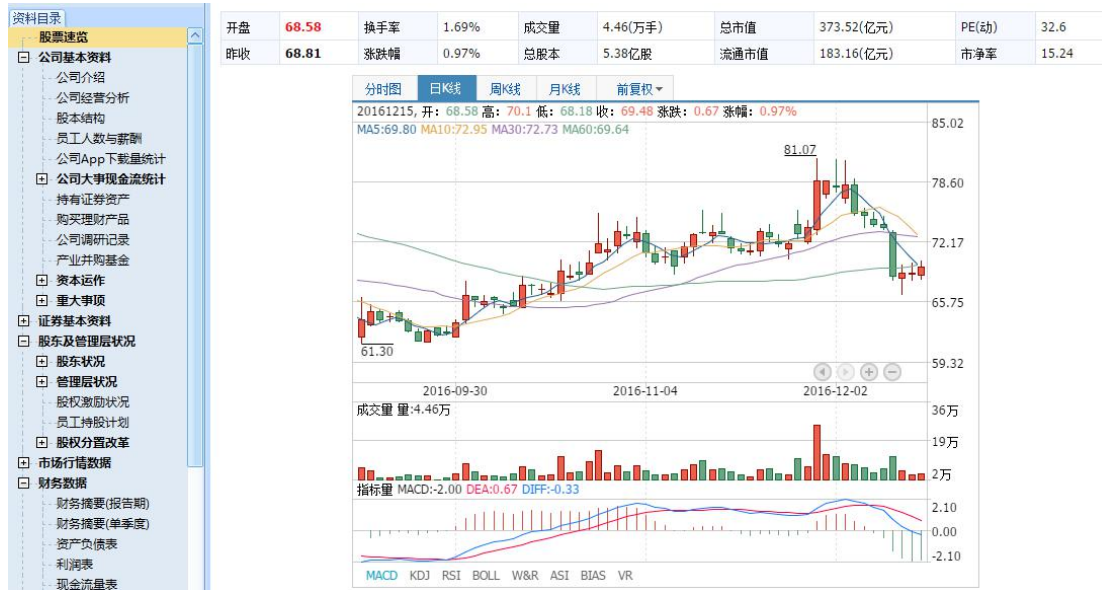 资料目录
股票速览
公司基本资料
公司介绍
公司经营分析
股本结构
员工人数与薪酬
公司App下载量统计
公司大事现金流统计
持有证券资产
购买理财产品
公司调研记录
产业并购基金
资本运作
重大事项
证券基本资料
股东及管理层状况
股东状况
管理层状况
股权激励状况
员工持股计划
股权分置改革
市场行情数据
财务数据
财务摘要(报告期)
财务摘要(单季度)
资产负债表
利润表
现金流量表
开盘 68.58 换手率 1.69% 成交量 4.46(万手) 总市值 373.52(亿元) PE(动) 32.6
昨收 68.81 涨跌幅 0.97% 总股本 5.38亿股 流通市值 183.16(亿元) 市净率 15.24
分时图 日K线 周K线 月K线 前复权
20161215, 开: 68.58 高: 70.1 低: 68.18 收: 69.48 涨跌: 0.67 涨幅: 0.97%
MA5:69.80 MA10:72.95 MA30:72.73 MA60:69.64
85.02
81.07
78.60
72.17
65.75
61.30
59.32
2016-09-30 2016-11-04 2016-12-02
成交量 量:4.46万
36万
19万
2万
指标量 MACD:-2.00 DEA:0.67 DIFF:-0.33
2.10
0.00
-2.10
MACD KDJ RSI BOLL W&R ASI BIAS VR